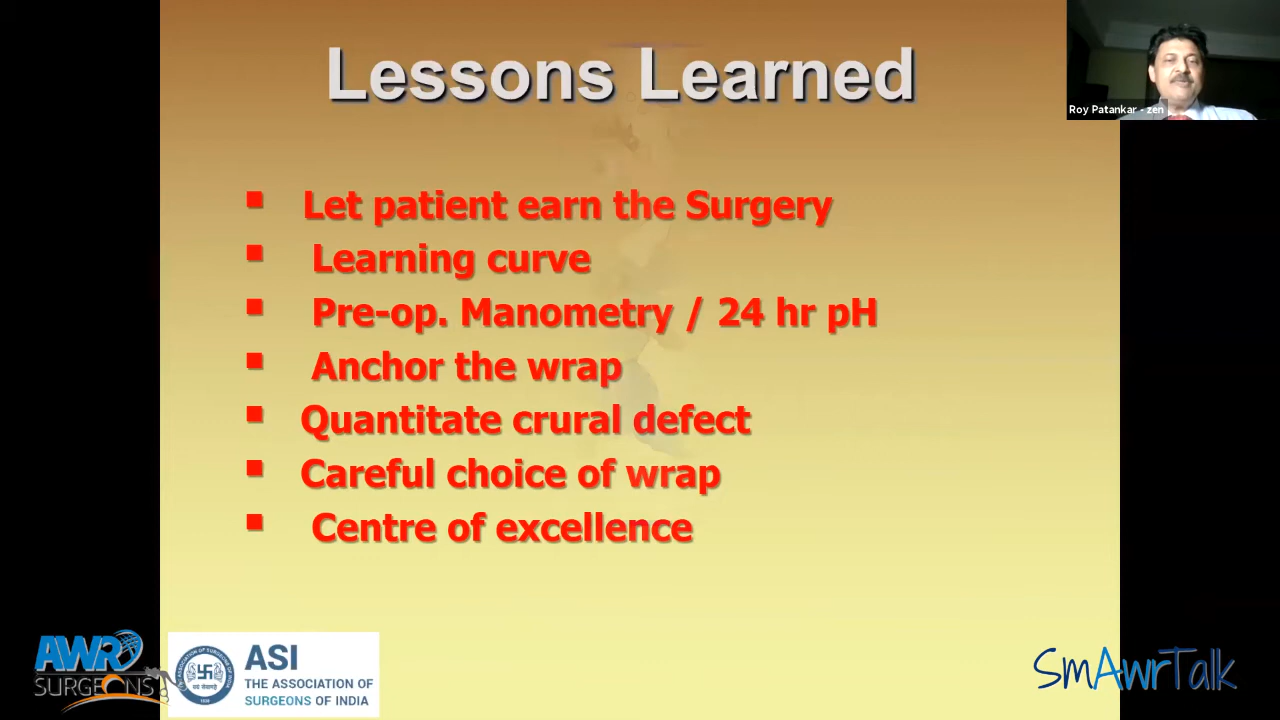 Lessons Learned
Roy Patankar - zen
Let patient earn the Surgery
Learning curve
Pre-op. Manometry / 24 hr pH
Anchor the wrap
Quantitate crural defect
Careful choice of wrap
Centre of excellence
AWR
SURGEONS
ASI
THE ASSOCIATION OF
SURGEONS OF INDIA
SmAwrTalk